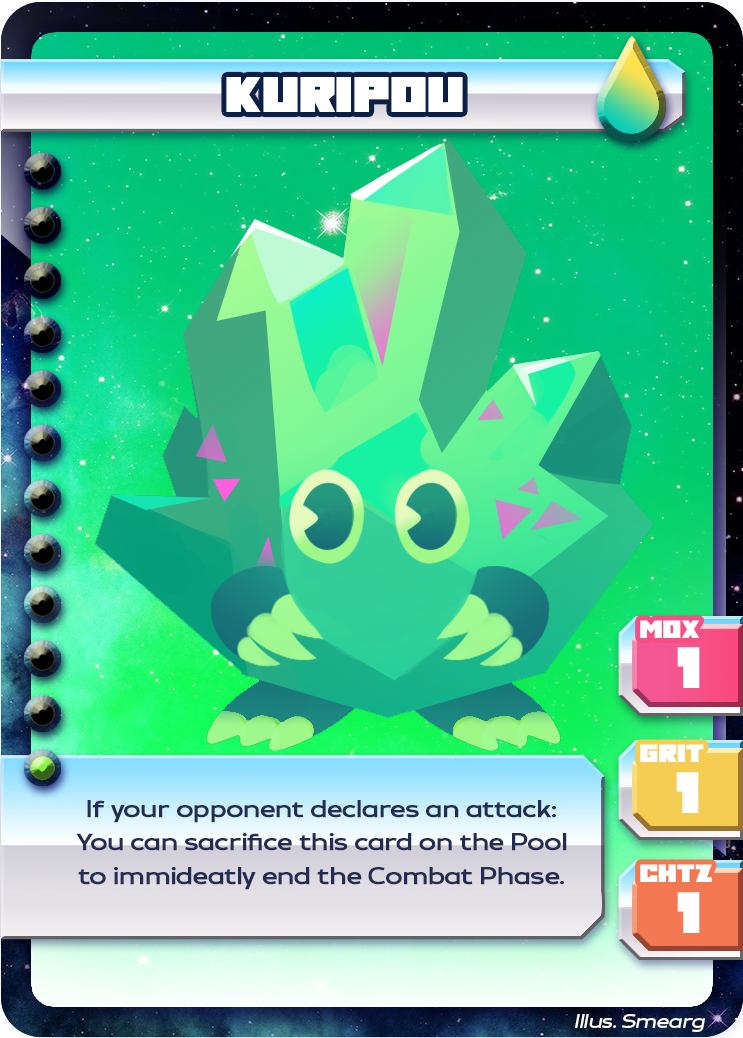 KURIPOU
MOX
1
GRIT
1
CHTZ
1
If your opponent declares an attack:
You can sacrifice this card on the Pool
to immideatly end the Combat Phase.
Illus. Smearg